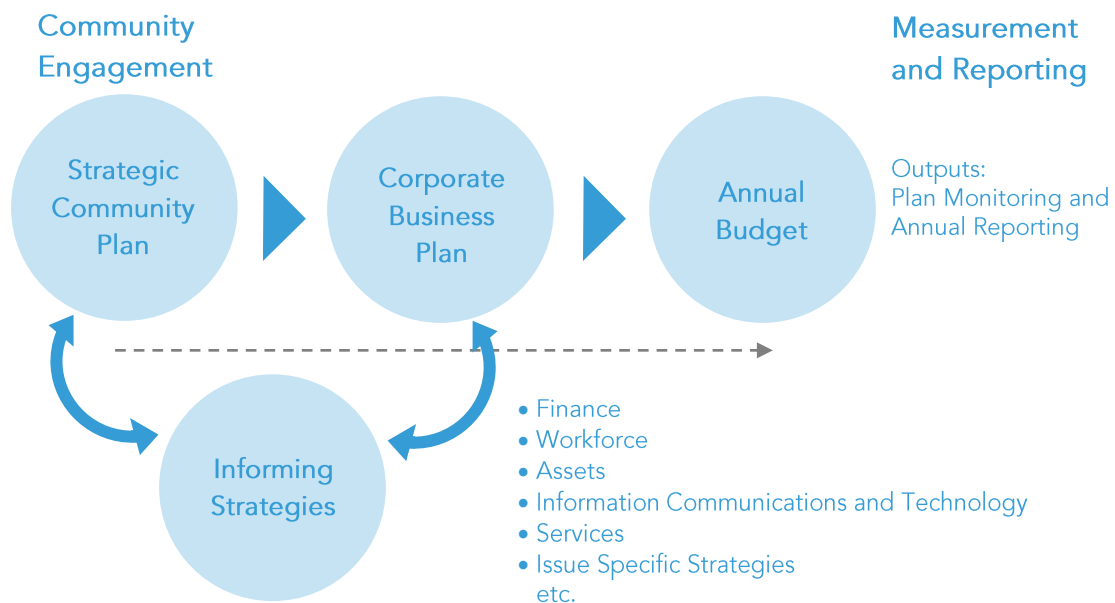 Community
Engagement
Measurement
and Reporting
Strategic
Community
Plan
Corporate
Business
Plan
Annual
Budget
Outputs:
Plan Monitoring and
Annual Reporting
Informing
Strategies
• Finance
• Workforce
• Assets
• Information Communications and Technology
• Services
• Issue Specific Strategies
etc.